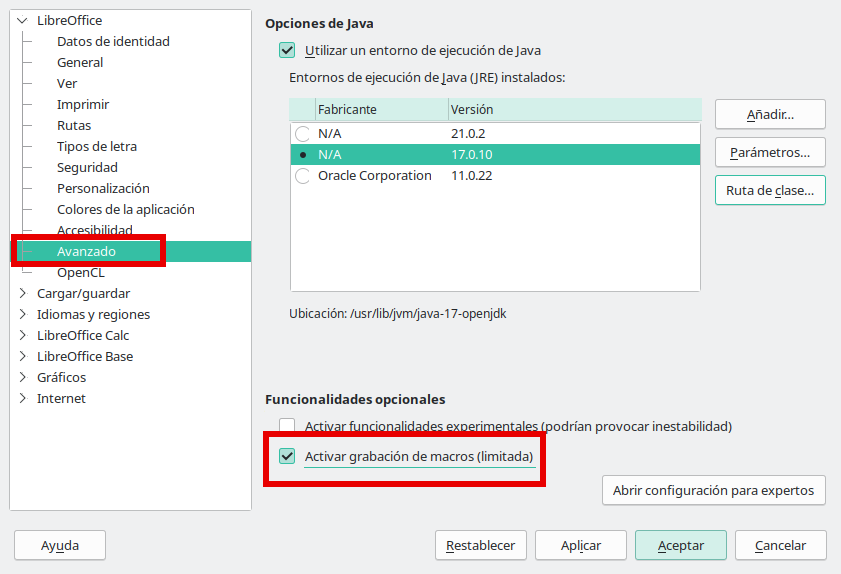 LibreOffice
Datos de identidad
General
Ver
Imprimir
Rutas
Tipos de letra
Seguridad
Personalización
Colores de la aplicación
Accesibilidad
Avanzado
OpenCL
Cargar/guardar
Idiomas y regiones
LibreOffice Calc
LibreOffice Base
Gráficos
Internet
Opciones de Java
Utilizar un entorno de ejecución de Java
Entornos de ejecución de Java (JRE) instalados:
Fabricante Versión
N/A 21.0.2
N/A 17.0.10
Oracle Corporation 11.0.22
Añadir...
Parámetros...
Ruta de clase...
Ubicación: /usr/lib/jvm/java-17-openjdk
Funcionalidades opcionales
Activar funcionalidades experimentales (podrían provocar inestabilidad)
Activar grabación de macros (limitada)
Abrir configuración para expertos
Ayuda Restablecer Aplicar Aceptar Cancelar